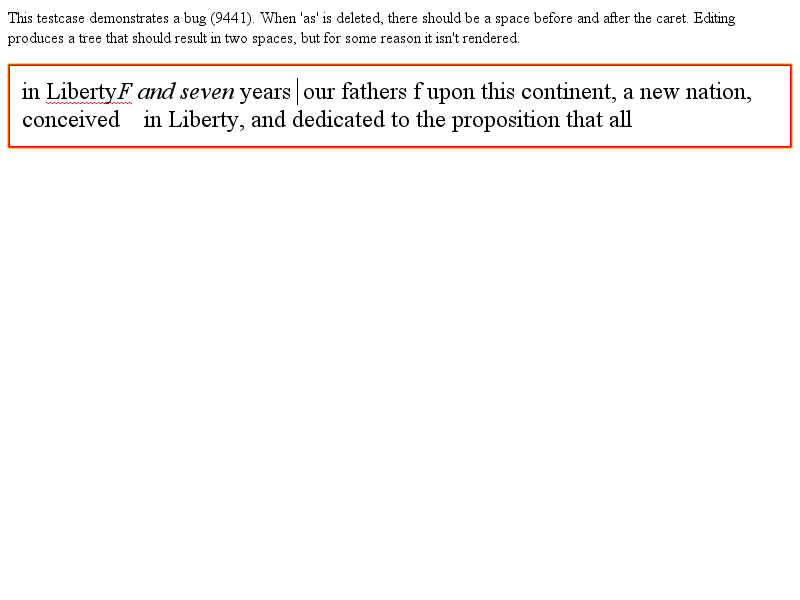 This testcase demonstrates a bug (9441). When 'as' is deleted, there should be a space before and after the caret. Editing
produces a tree that should result in two spaces, but for some reason it isn't rendered.
in LibertyF and seven years our fathers f upon this continent, a new nation,
conceived    in Liberty, and dedicated to the proposition that all